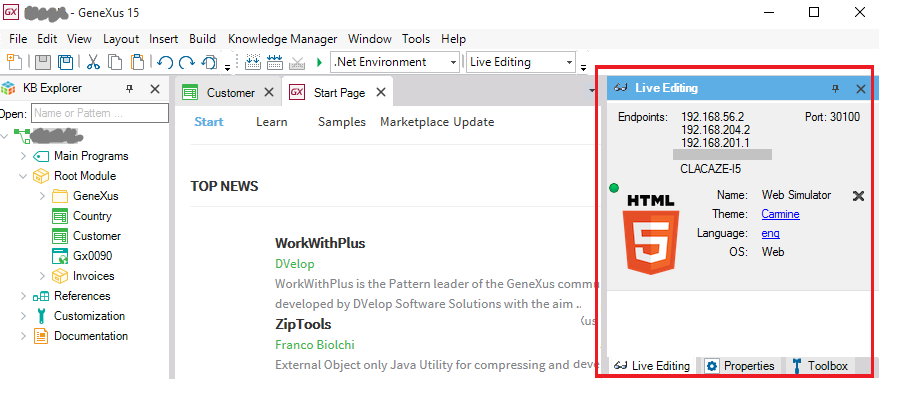 GX - GeneXus 15
File Edit View Layout Insert Build Knowledge Manager Window Tools Help
.Net Environment Live Editing
KB Explorer
Open: Name or Pattern ...
Main Programs
Root Module
GeneXus
Country
Customer
Gx0090
Invoices
References
Customization
Documentation
Customer GX Start Page
Start Learn Samples Marketplace Update
TOP NEWS
WorkWithPlus
DVelop
WorkWithPlus is the Pattern leader of the GeneXus commu
developed by DVelop Software Solutions with the aim ..
ZipTools
Franco Biolchi
External Object only Java Utility for compressing and deve
Live Editing
Endpoints: 192.168.56.2 Port: 30100
192.168.204.2
192.168.201.1
CLACAZE-I5
HTML
5
Name: Web Simulator
Theme: Carmine
Language: eng
OS: Web
Live Editing Properties Toolbox